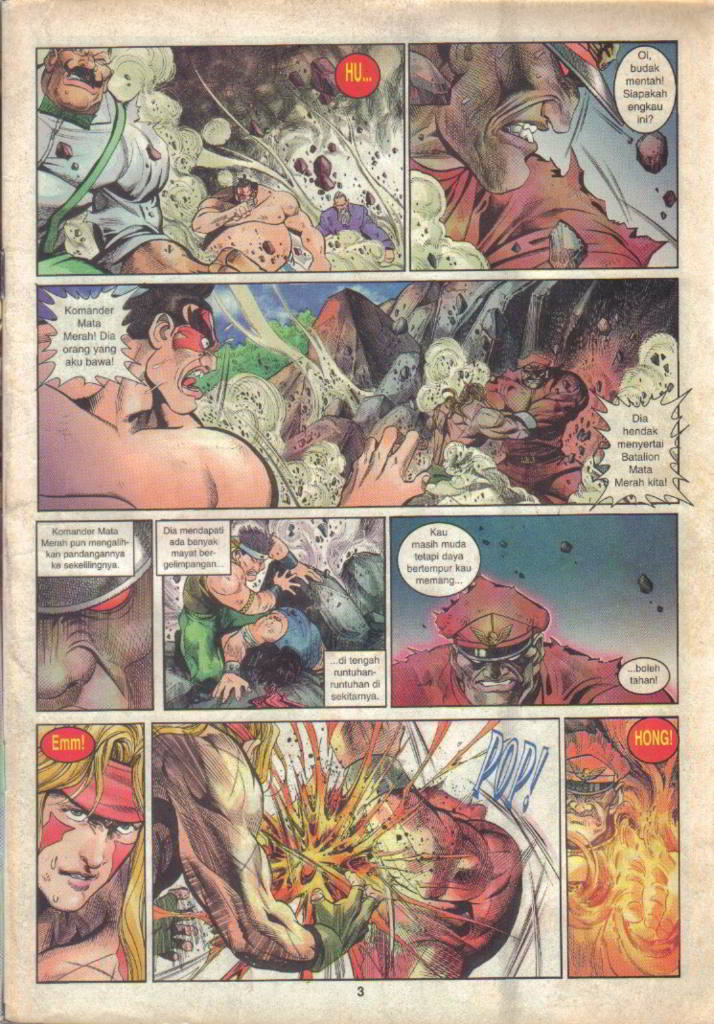 HU...
Oi,
budak
mentah!
Siapakah
engkau
ini?
Komander
Mata
Merah! Dia
orang yang
aku bawa!
Dia
hendak
menyertai
Batalion
Mata
Merah kita!
Komander Mata
Merah pun mengalih-
kan pandangannya
ke sekelilingnya.
Dia mendapati
ada banyak
mayat ber-
gelimpangan...
...di tengah
runtuhan-
runtuhan di
sekitarnya.
Kau
masih muda
tetapi daya
bertempur kau
memang...
...boleh
tahan!
Emm!
POP!
HONG!
3